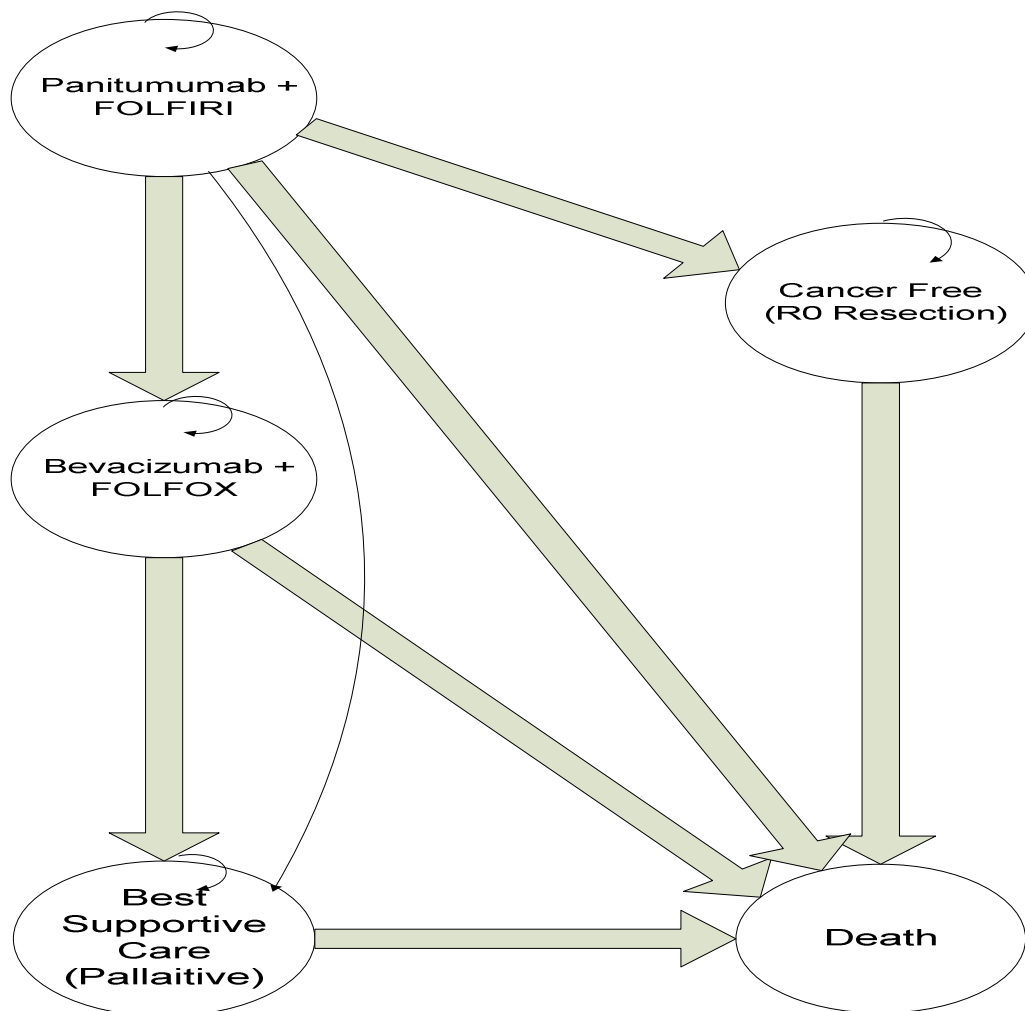 Panitumumab +
FOLFIRI
Cancer Free
(R0 Resection)
Bevacizumab +
FOLFOX
Best
Supportive
Care
(Pallaitive)
Death